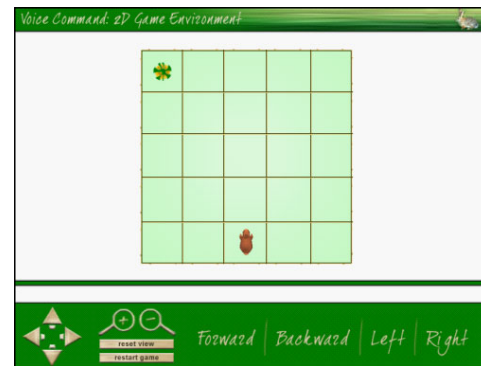 Voice Command: 2D Game Environment
reset view
restart game
Forward Backward Left Right